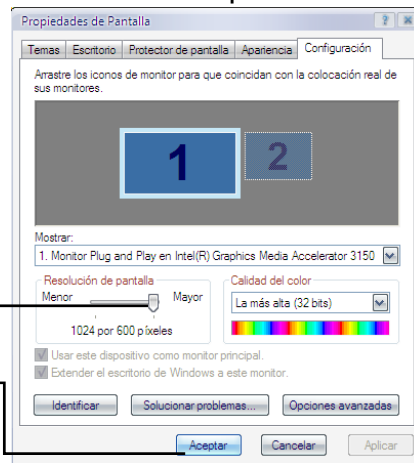 Propiedades de Pantalla
Temas Escritorio Protector de pantalla Apariencia Configuración
Arrastre los iconos de monitor para que coincidan con la colocación real de
sus monitores.
1 2
Mostrar:
1. Monitor Plug and Play en Intel(R) Graphics Media Accelerator 3150
Resolución de pantalla Calidad del color
Menor Mayor La más alta (32 bits)
1024 por 600 píxeles
Usar este dispositivo como monitor principal.
Extender el escritorio de Windows a este monitor.
Identificar Solucionar problemas... Opciones avanzadas
Aceptar Cancelar Aplicar